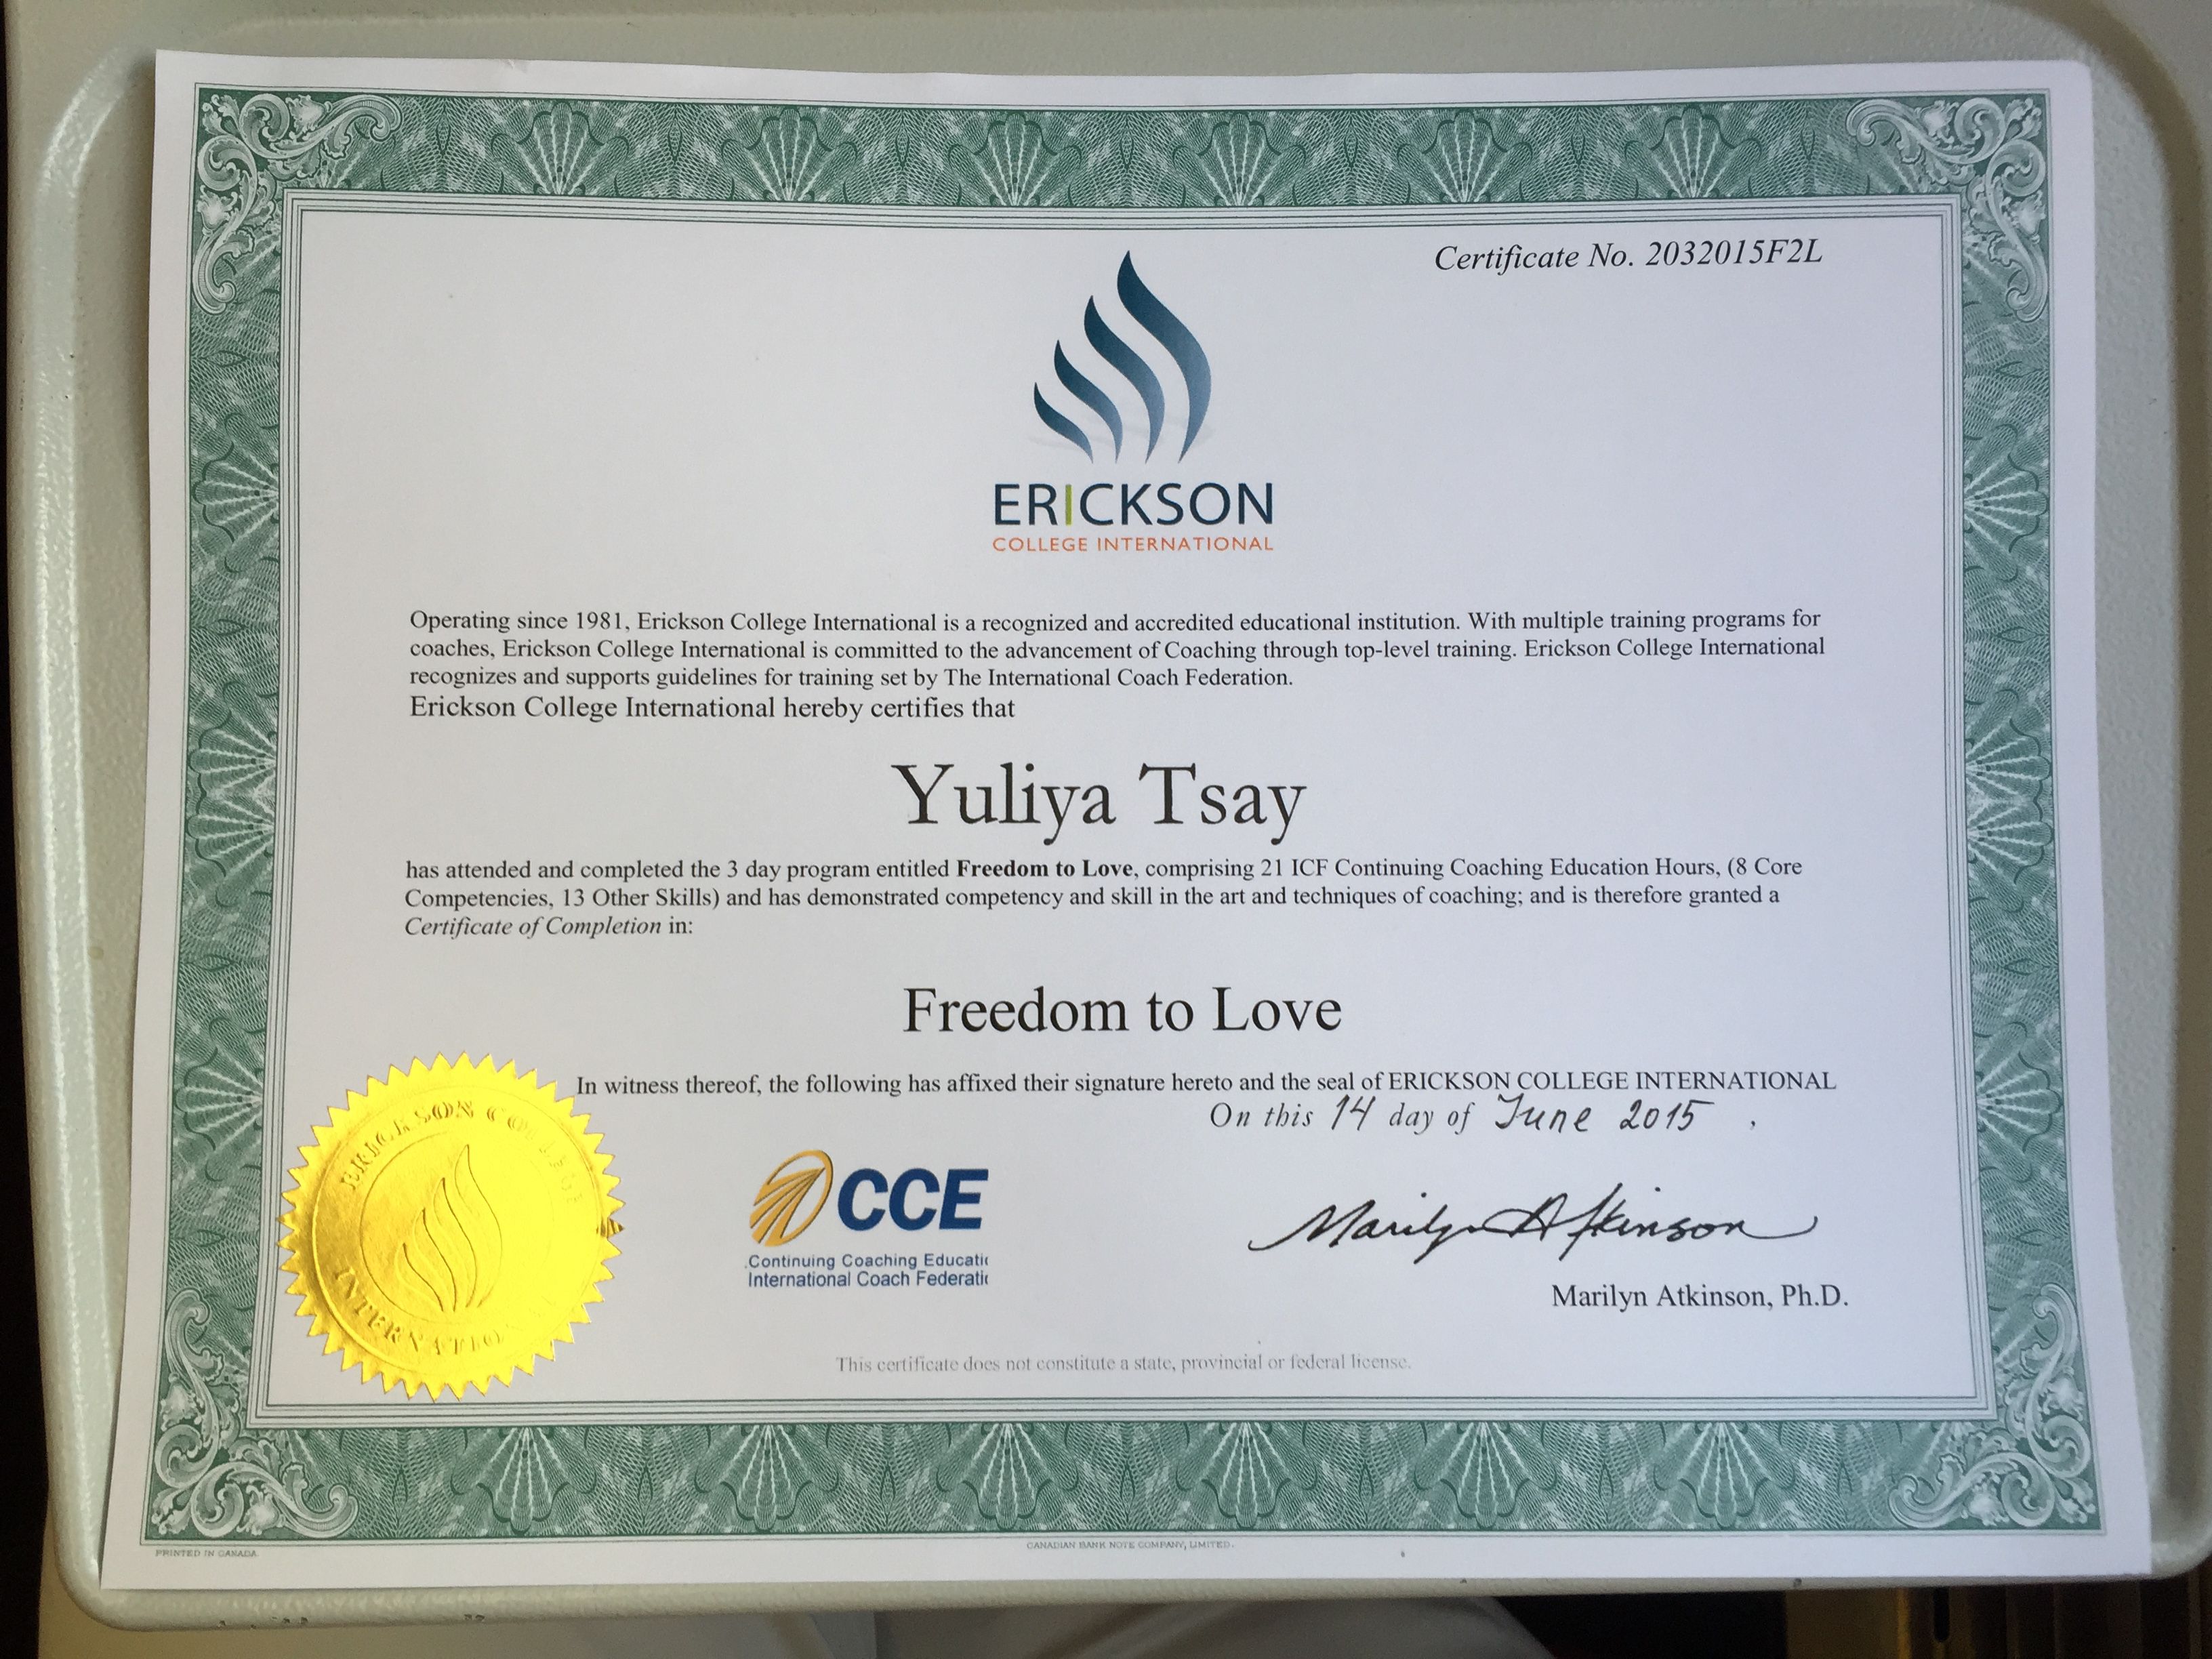 Certificate No. 2032015F2L
ERICKSON
COLLEGE INTERNATIONAL
Operating since 1981, Erickson College International is a recognized and accredited educational institution. With multiple training programs for
coaches, Erickson College International is committed to the advancement of Coaching through top-level training. Erickson College International
recognizes and supports guidelines for training set by The International Coach Federation.
Erickson College International hereby certifies that
Yuliya Tsay
has attended and completed the 3 day program entitled Freedom to Love, comprising 21 ICF Continuing Coaching Education Hours, (8 Core
Competencies, 13 Other Skills) and has demonstrated competency and skill in the art and techniques of coaching; and is therefore granted a
Certificate of Completion in:
Freedom to Love
In witness thereof, the following has affixed their signature hereto and the seal of ERICKSON COLLEGE INTERNATIONAL
On this 14 day of June 2015 ,
ERICKSON COLLEGE
INTERNATIONAL
CCE
Continuing Coaching Educati
International Coach Federati
Marilyn Atkinson
Marilyn Atkinson, Ph.D.
This certificate does not constitute a state, provincial or federal license.
PRINTED IN CANADA
CANADIAN BANK NOTE COMPANY, LIMITED.